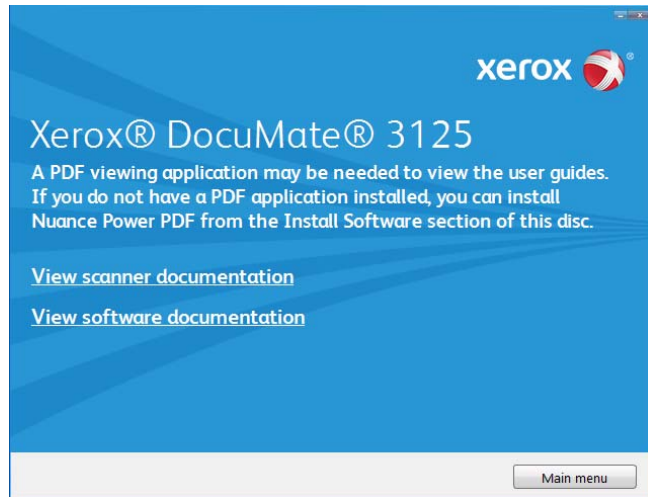 xerox
Xerox® DocuMate® 3125
A PDF viewing application may be needed to view the user guides.
If you do not have a PDF application installed, you can install
Nuance Power PDF from the Install Software section of this disc.
View scanner documentation
View software documentation
Main menu